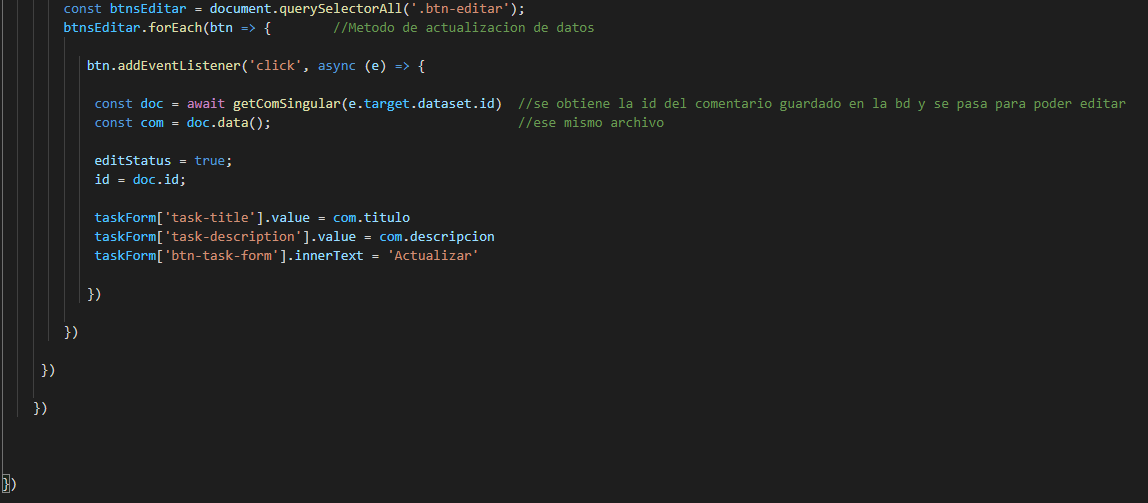 const btnsEditar = document.querySelectorAll('.btn-editar');
btnsEditar.forEach(btn => { //Metodo de actualizacion de datos
btn.addEventListener('click', async (e) => {
const doc = await getComSingular(e.target.dataset.id) //se obtiene la id del comentario guardado en la bd y se pasa para poder editar
const com = doc.data(); //ese mismo archivo
editStatus = true;
id = doc.id;
taskForm['task-title'].value = com.titulo
taskForm['task-description'].value = com.descripcion
taskForm['btn-task-form'].innerText = 'Actualizar'
})
})
})
})
})